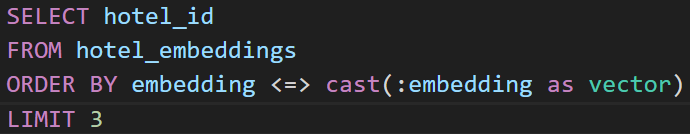 SELECT hotel_id
FROM hotel_embeddings
ORDER BY embedding <=> cast(:embedding as vector)
LIMIT 3